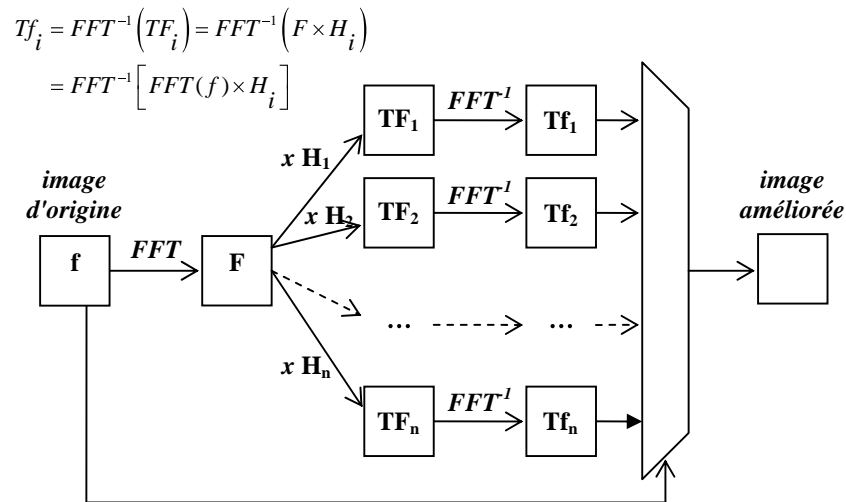 Tf_i = FFT⁻¹(TF_i) = FFT⁻¹(F × H_i)
= FFT⁻¹[FFT(f) × H_i]
TF₁ FFT⁻¹ Tf₁
x H₁
image
d'origine
x H₂
TF₂ FFT⁻¹ Tf₂
image
améliorée
f FFT F
... ...
x Hₙ
TFₙ FFT⁻¹ Tfₙ